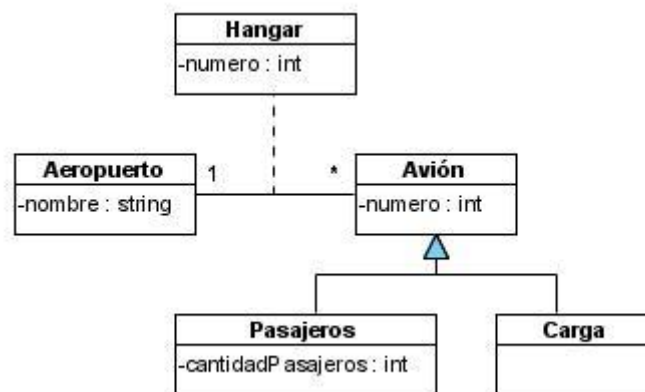 Hangar
-numero : int
Aeropuerto
-nombre : string
1
*
Avión
-numero : int
Pasajeros
-cantidadPasajeros : int
Carga